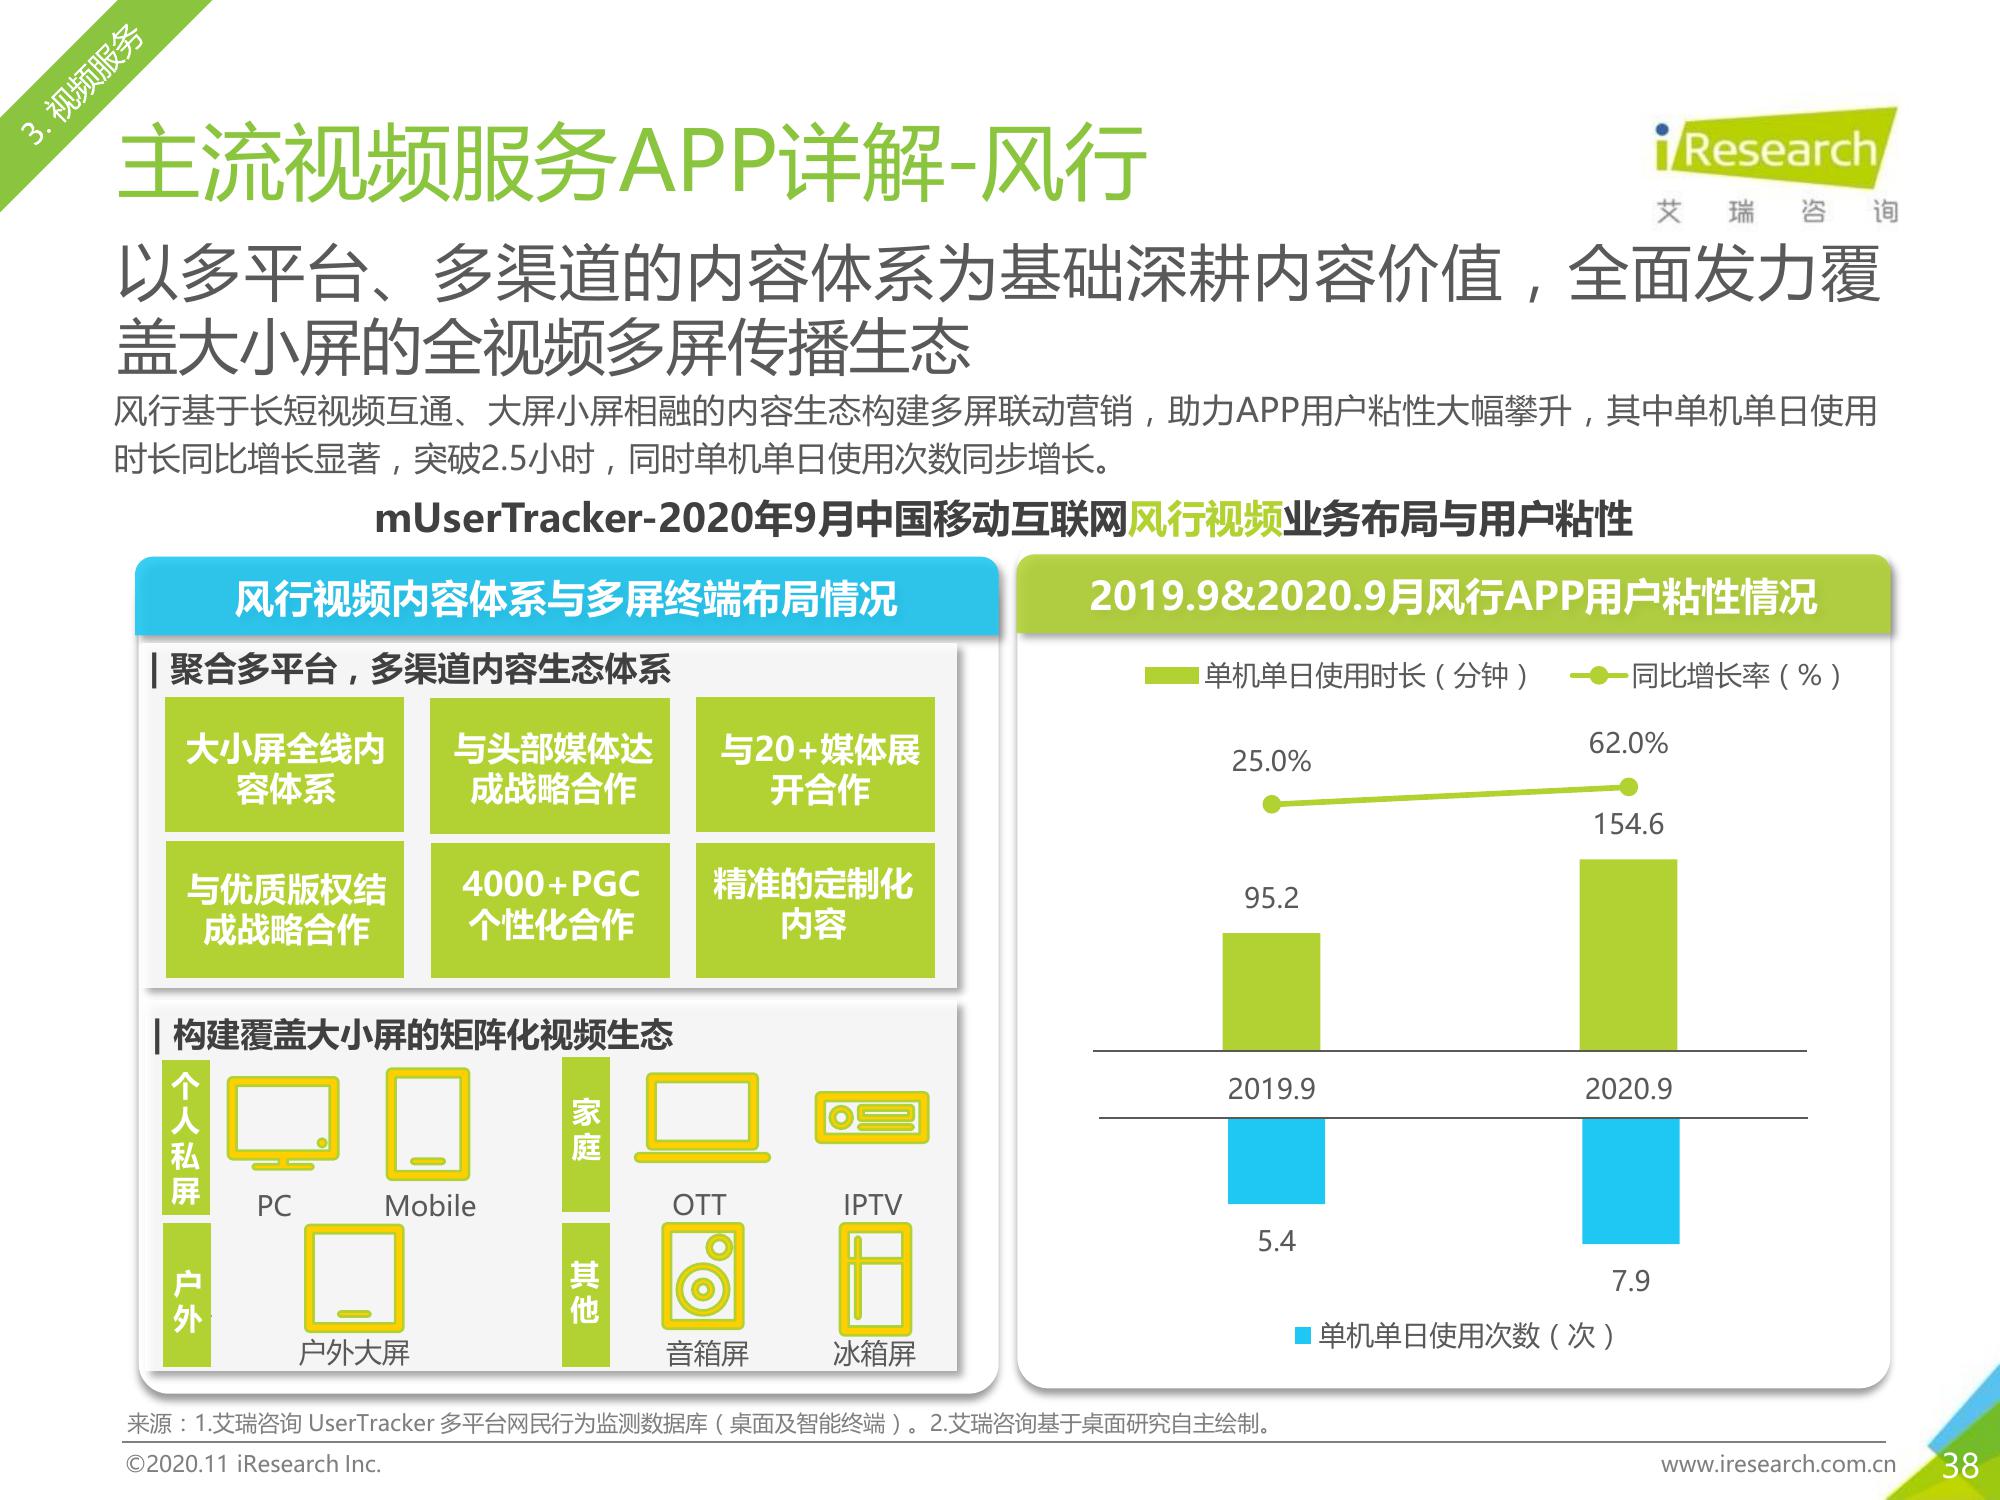 3. 视频服务
主流视频服务APP详解-风行
iResearch
艾瑞咨询
以多平台、多渠道的内容体系为基础深耕内容价值，全面发力覆
盖大小屏的全视频多屏传播生态
风行基于长短视频互通、大屏小屏相融的内容生态构建多屏联动营销，助力APP用户粘性大幅攀升，其中单机单日使用
时长同比增长显著，突破2.5小时，同时单机单日使用次数同步增长。
mUserTracker-2020年9月中国移动互联网风行视频业务布局与用户粘性
风行视频内容体系与多屏终端布局情况
| 聚合多平台，多渠道内容生态体系
大小屏全线内
容体系
与头部媒体达
成战略合作
与20+媒体展
开合作
与优质版权结
成战略合作
4000+PGC
个性化合作
精准的定制化
内容
| 构建覆盖大小屏的矩阵化视频生态
个人私屏
PC
Mobile
家庭
OTT
IPTV
户外
户外大屏
其他
音箱屏
冰箱屏
2019.9&2020.9月风行APP用户粘性情况
单机单日使用时长（分钟）
同比增长率（%）
25.0%
62.0%
154.6
95.2
2019.9
2020.9
5.4
7.9
单机单日使用次数（次）
来源：1.艾瑞咨询 UserTracker 多平台网民行为监测数据库（桌面及智能终端）。2.艾瑞咨询基于桌面研究自主绘制。
©2020.11 iResearch Inc.
www.iresearch.com.cn
38